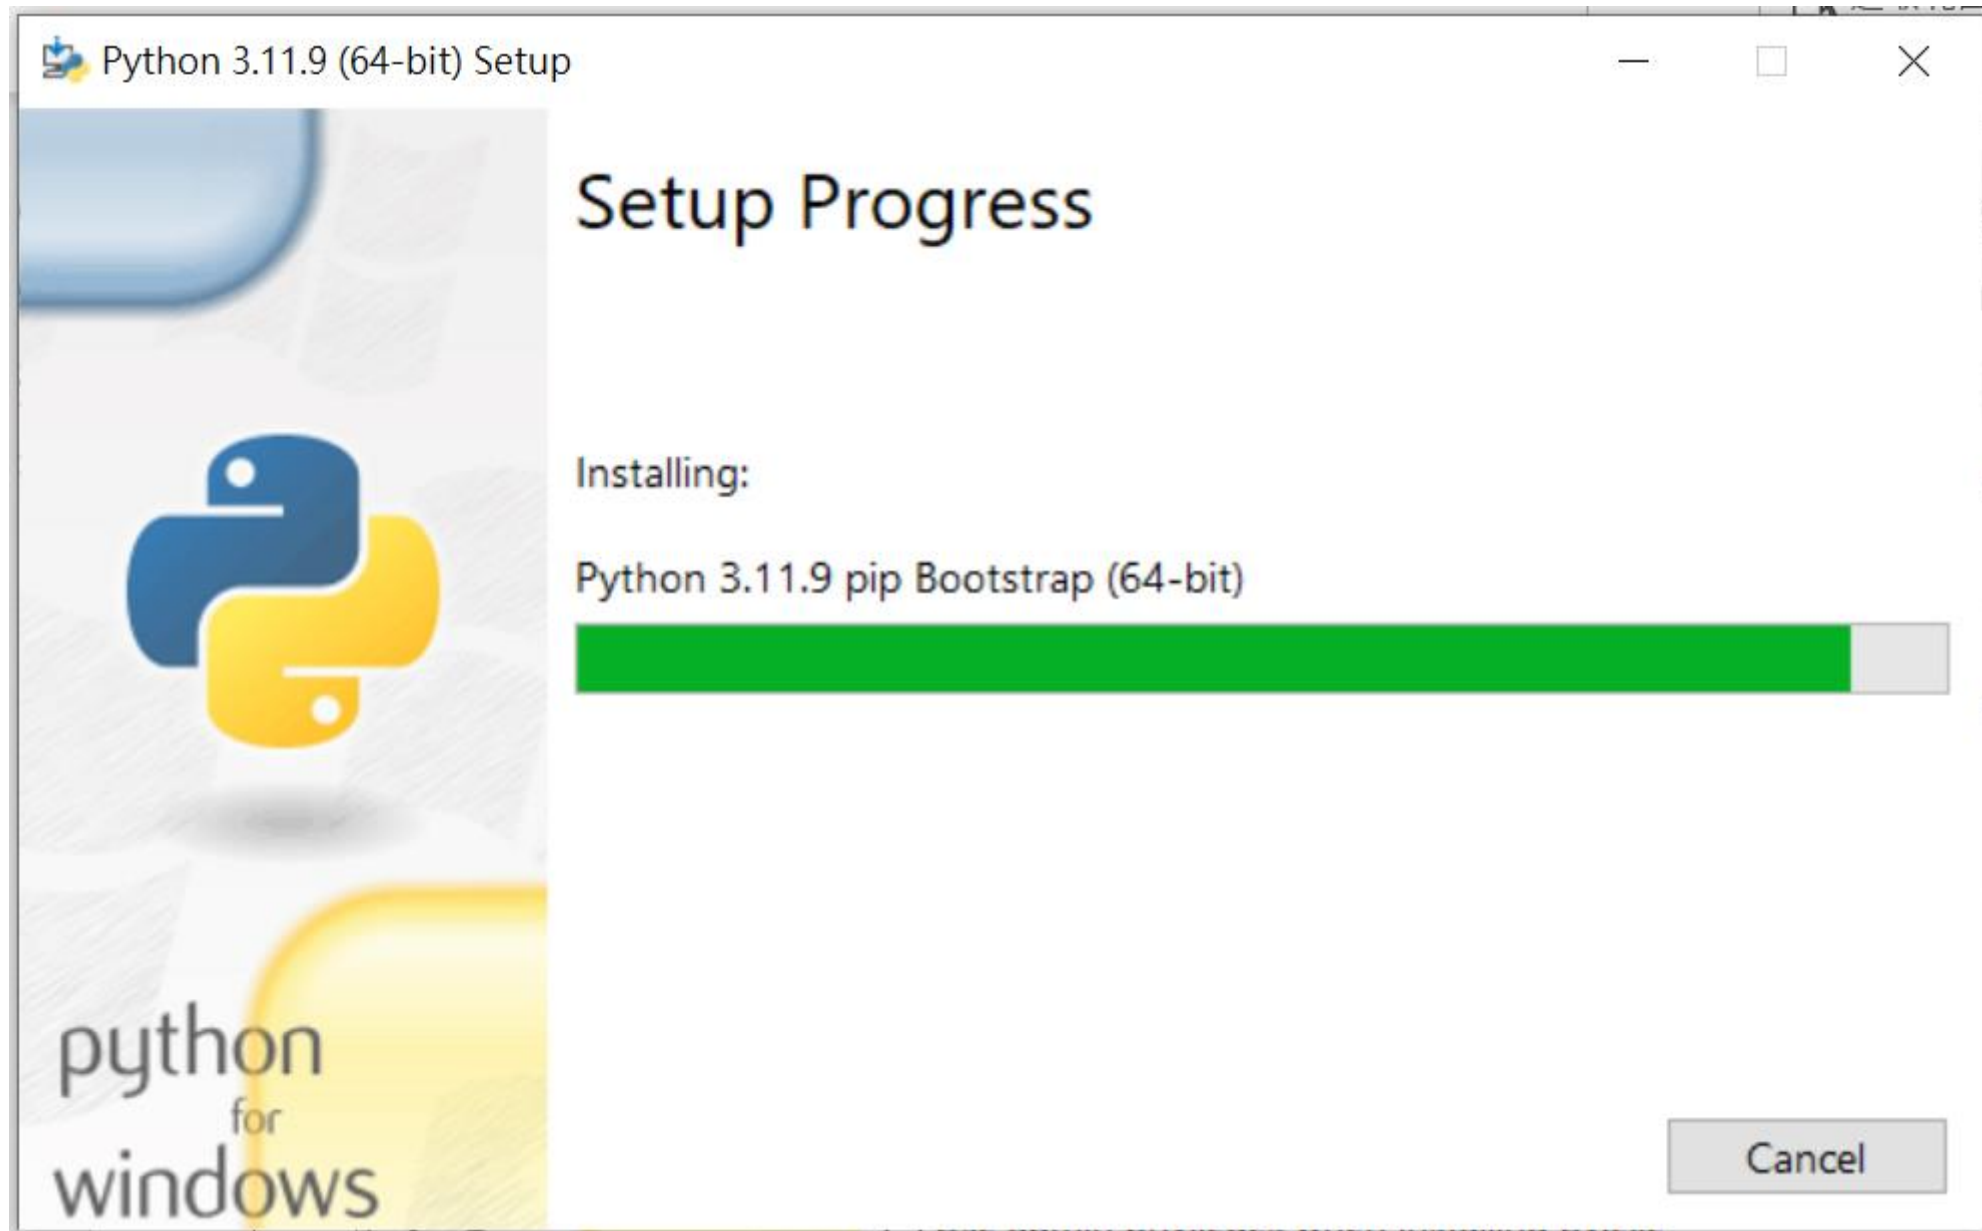 Python 3.11.9 (64-bit) Setup
Setup Progress
Installing:
Python 3.11.9 pip Bootstrap (64-bit)
python
for
windows
Cancel